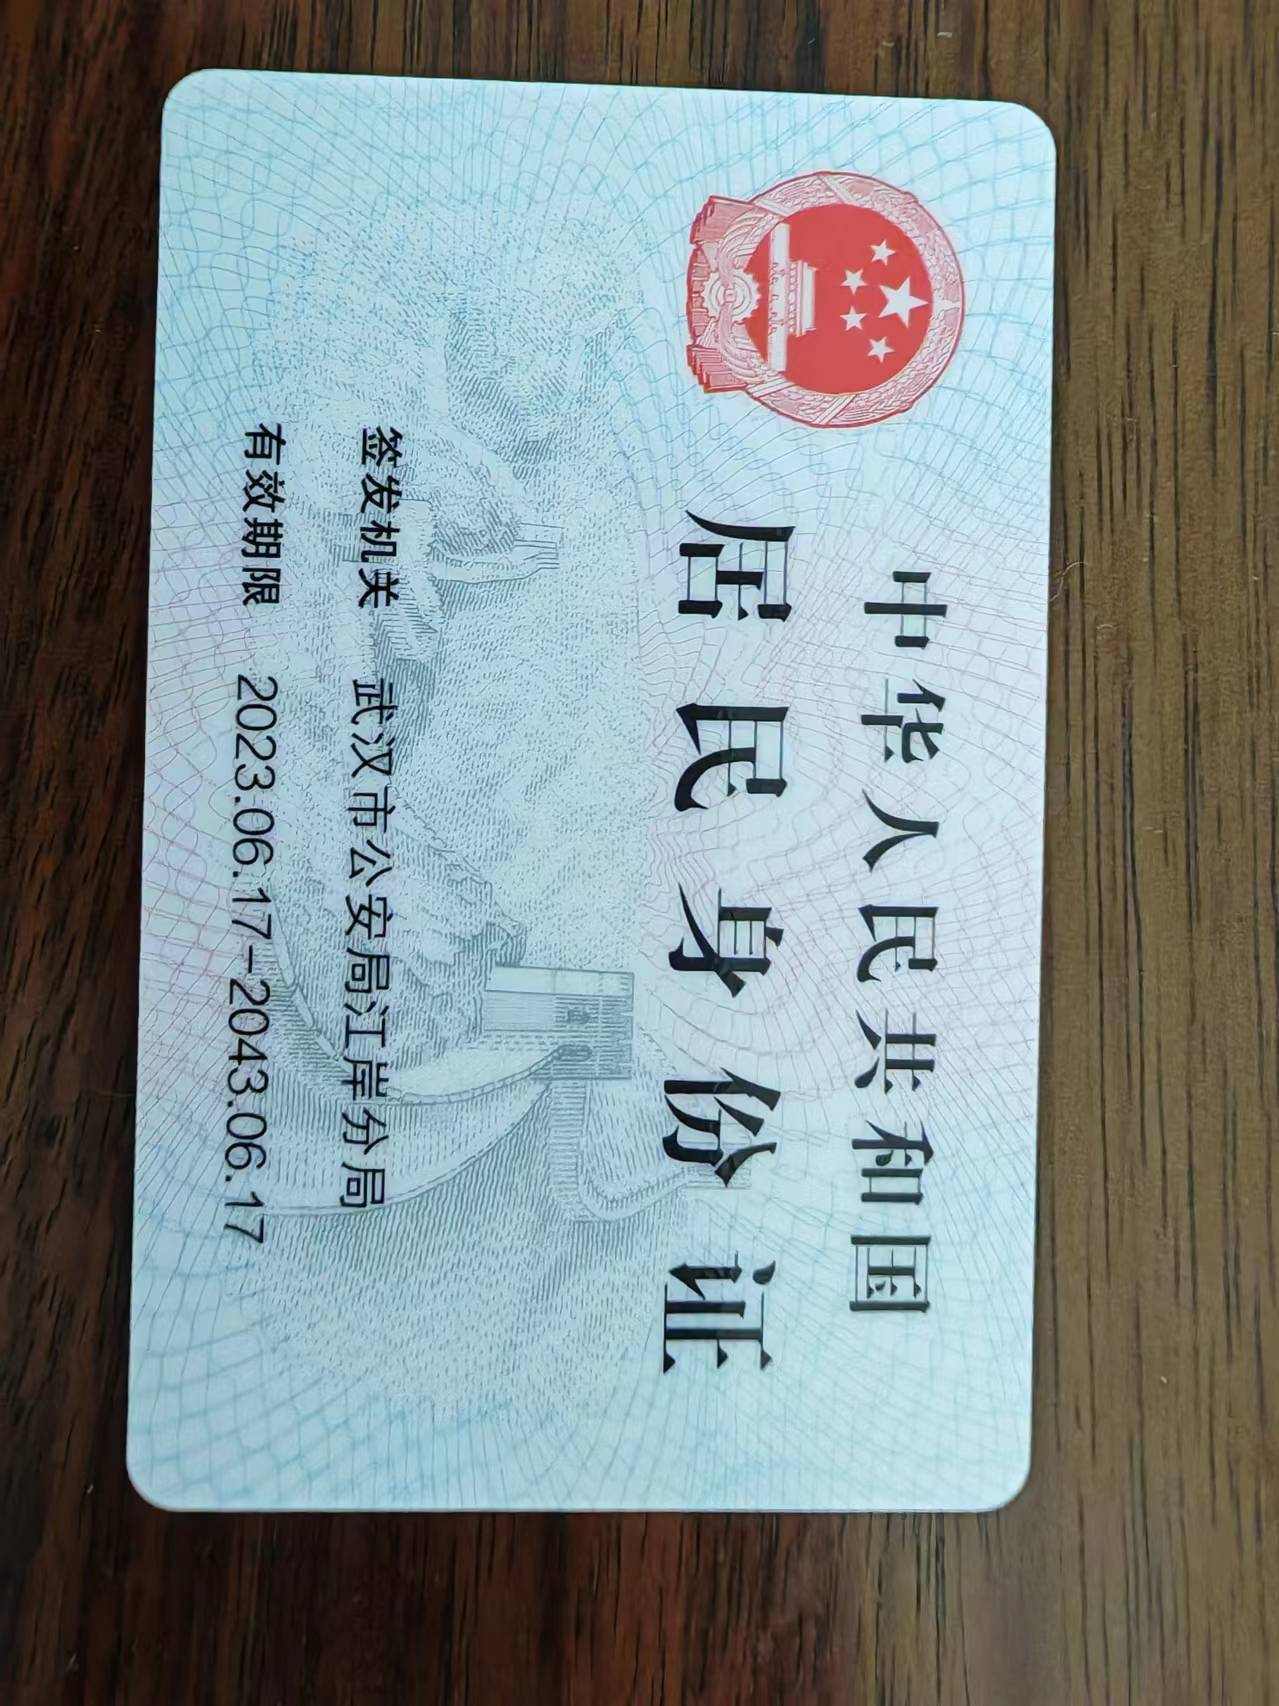 中华人民共和国
居民身份证
签发机关 武汉市公安局江岸分局
有效期限 2023.06.17-2043.06.17